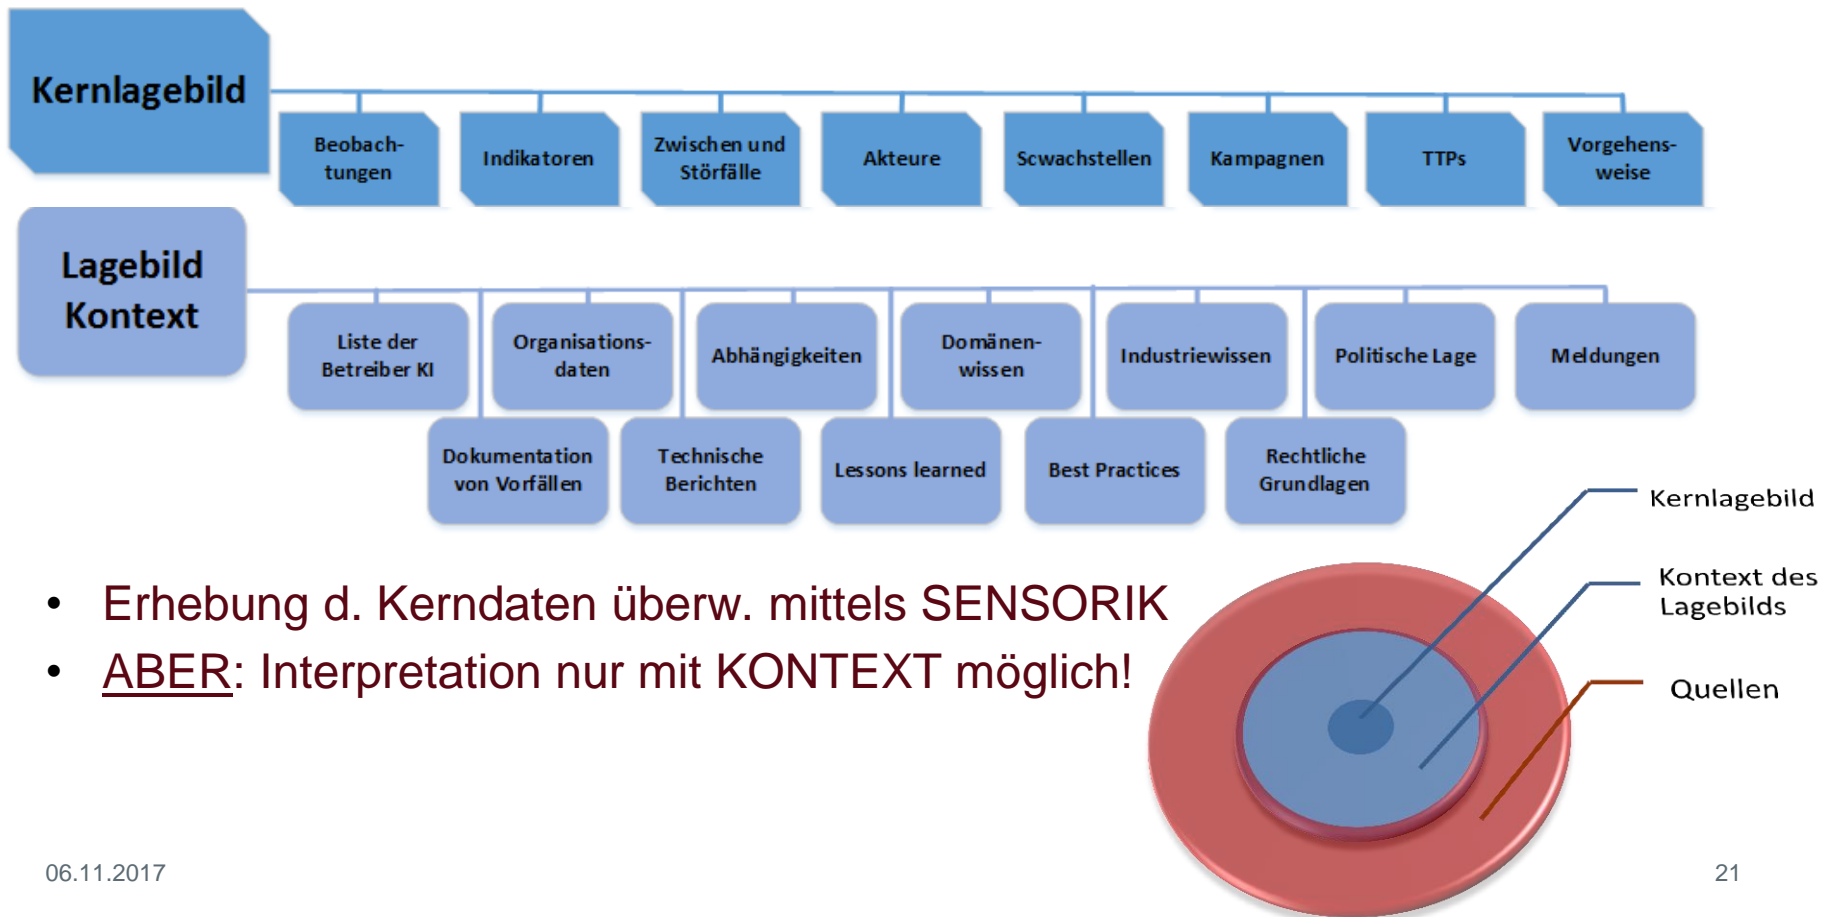 Kernlagebild
Beobach-
tungen
Indikatoren
Zwischen und
Störfälle
Akteure
Scwachstellen
Kampagnen
TTPs
Vorgehens-
weise
Lagebild
Kontext
Liste der
Betreiber KI
Organisations-
daten
Abhängigkeiten
Domänen-
wissen
Industriewissen
Politische Lage
Meldungen
Dokumentation
von Vorfällen
Technische
Berichten
Lessons learned
Best Practices
Rechtliche
Grundlagen
Kernlagebild
Kontext des
Lagebilds
Quellen
• Erhebung d. Kerndaten überw. mittels SENSORIK
• ABER: Interpretation nur mit KONTEXT möglich!
06.11.2017
21